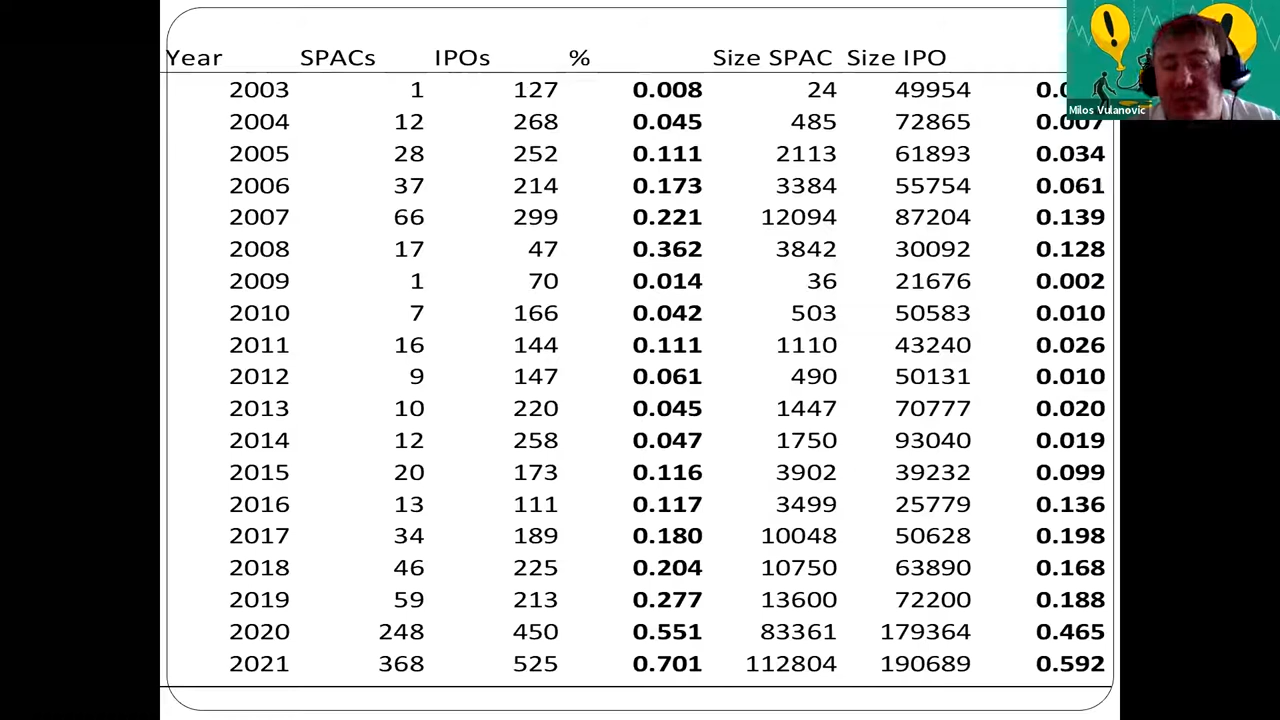 Year SPACs IPOs % Size SPAC Size IPO
2003 1 127 0.008 24 49954
2004 12 268 0.045 485 72865 0.007
2005 28 252 0.111 2113 61893 0.034
2006 37 214 0.173 3384 55754 0.061
2007 66 299 0.221 12094 87204 0.139
2008 17 47 0.362 3842 30092 0.128
2009 1 70 0.014 36 21676 0.002
2010 7 166 0.042 503 50583 0.010
2011 16 144 0.111 1110 43240 0.026
2012 9 147 0.061 490 50131 0.010
2013 10 220 0.045 1447 70777 0.020
2014 12 258 0.047 1750 93040 0.019
2015 20 173 0.116 3902 39232 0.099
2016 13 111 0.117 3499 25779 0.136
2017 34 189 0.180 10048 50628 0.198
2018 46 225 0.204 10750 63890 0.168
2019 59 213 0.277 13600 72200 0.188
2020 248 450 0.551 83361 179364 0.465
2021 368 525 0.701 112804 190689 0.592
Milos Vulanovic